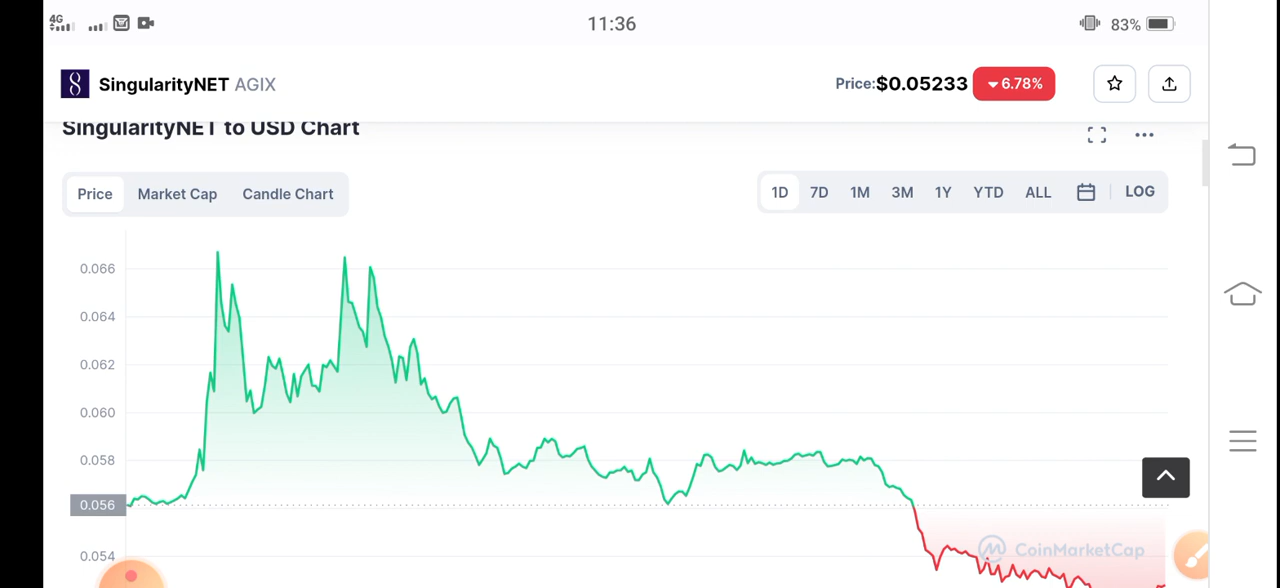 4G 11:36 83%
SingularityNET AGIX Price:$0.05233 6.78%
SingularityNET to USD Chart
Price Market Cap Candle Chart 1D 7D 1M 3M 1Y YTD ALL LOG
0.066
0.064
0.062
0.060
0.058
0.056
0.054
CoinMarketCap